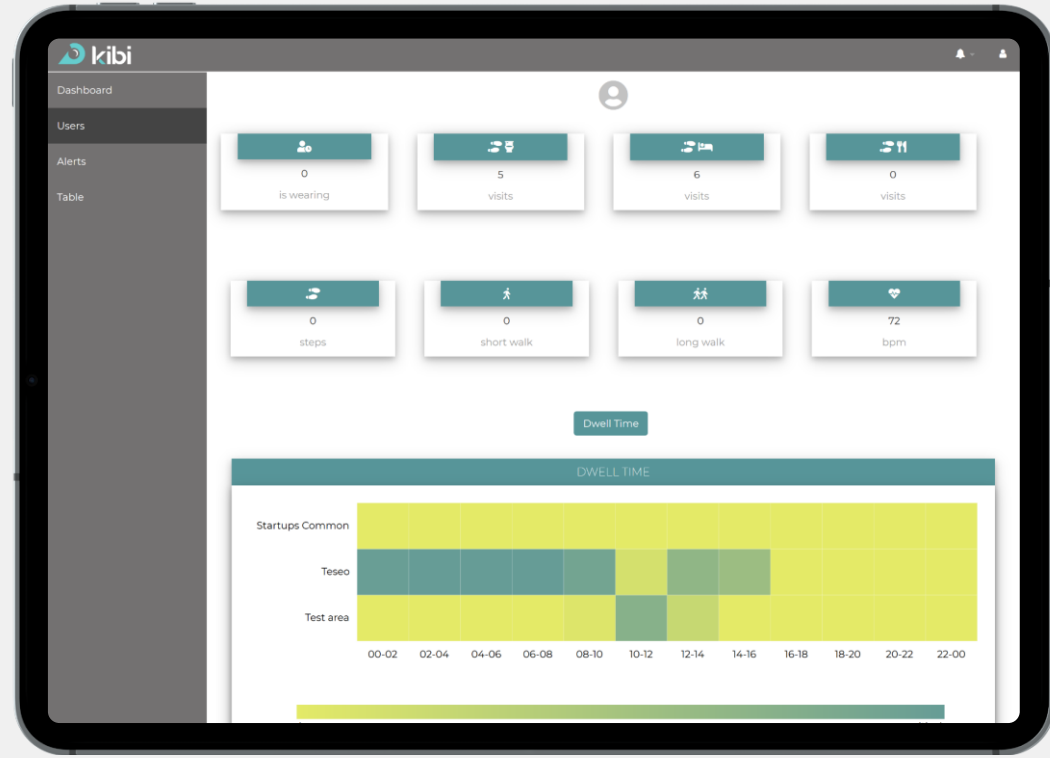 kibi
Dashboard
Users
Alerts
Table
0 5 6 0
is wearing visits visits visits
0 0 0 72
steps short walk long walk bpm
Dwell Time
DWELL TIME
Startups Common
Teseo
Test area
00-02 02-04 04-06 06-08 08-10 10-12 12-14 14-16 16-18 18-20 20-22 22-00